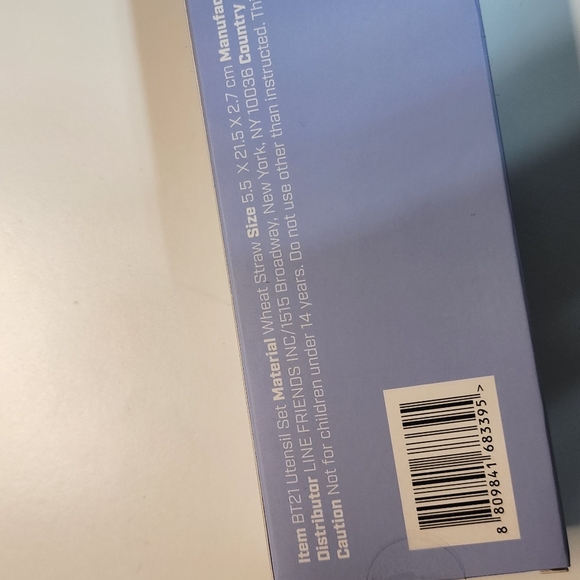 Item BT21 Utensil Set Material Wheat Straw Size 5.5 X 21.5 X 2.7 cm Manufac
Distributor LINE FRIENDS INC/1515 Broadway, New York, NY 10036 Country
Caution Not for children under 14 years. Do not use other than instructed. Th
8 809841 683395 >